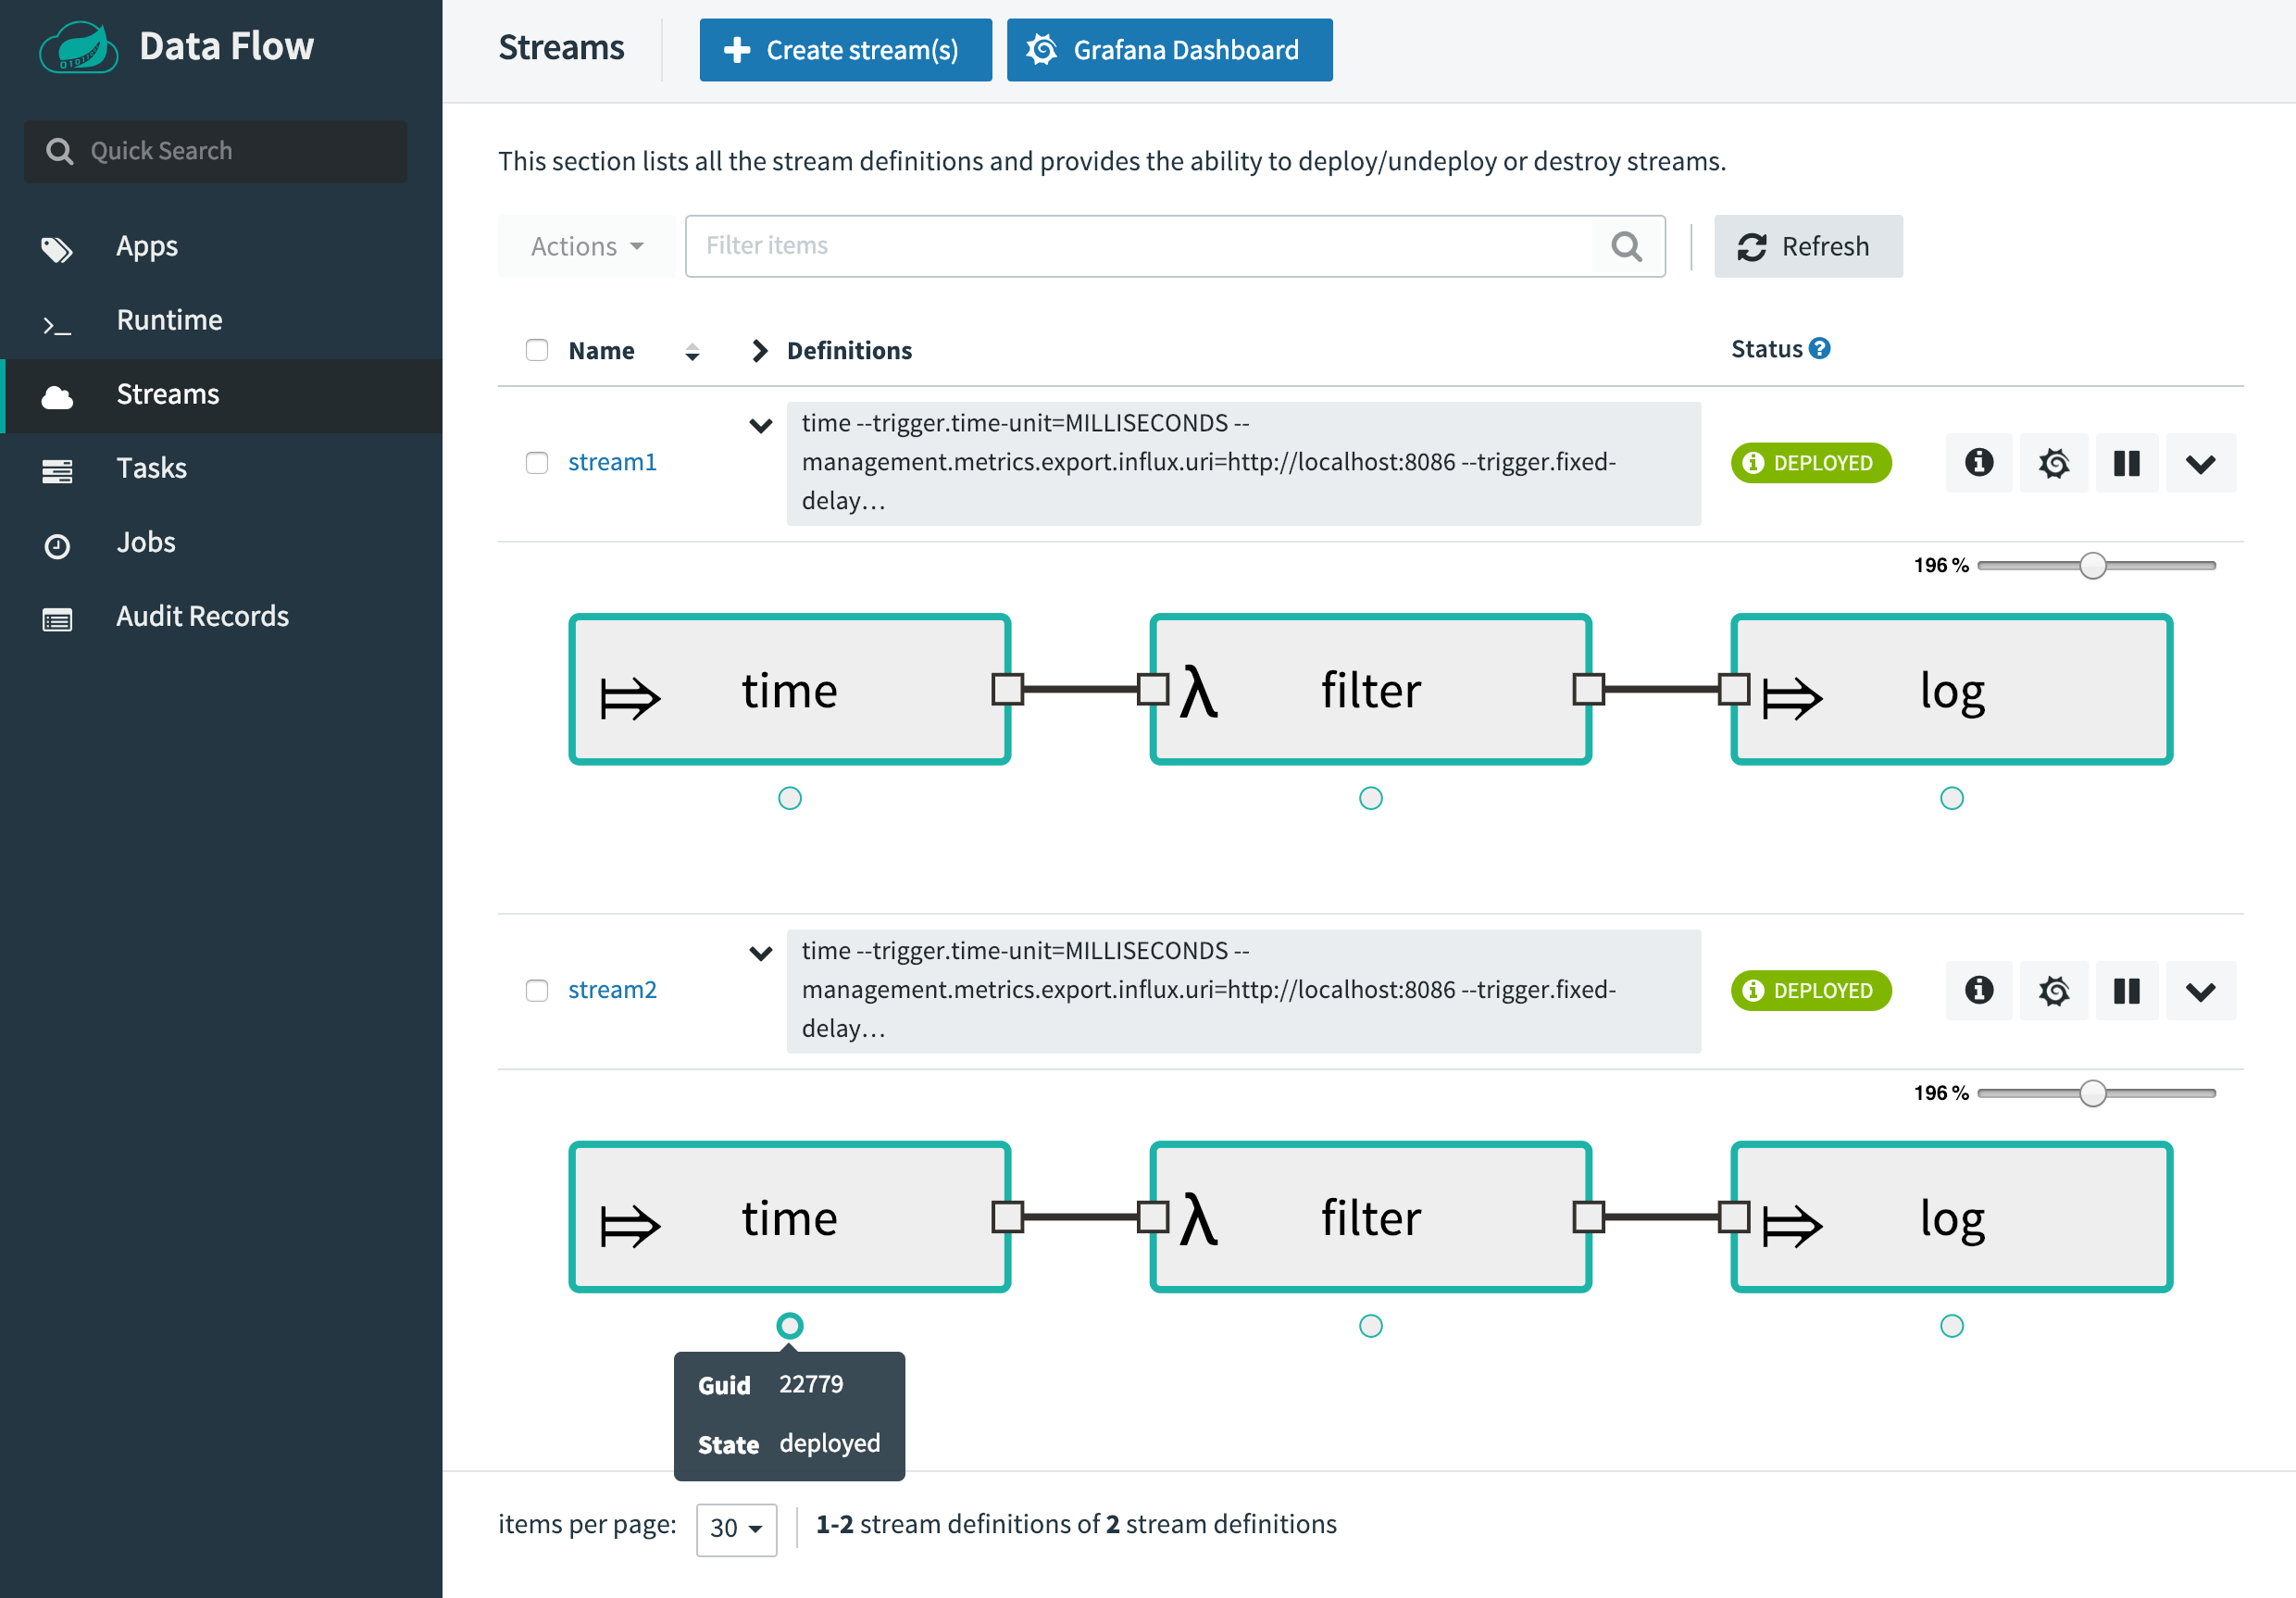 Data Flow
Quick Search
Apps
Runtime
Streams
Tasks
Jobs
Audit Records
Streams
Create stream(s)
Grafana Dashboard
This section lists all the stream definitions and provides the ability to deploy/undeploy or destroy streams.
Actions
Filter items
Refresh
Name
Definitions
Status
stream1
time --trigger.time-unit=MILLISECONDS --
management.metrics.export.influx.uri=http://localhost:8086 --trigger.fixed-
delay…
DEPLOYED
196 %
time
λ
filter
log
stream2
time --trigger.time-unit=MILLISECONDS --
management.metrics.export.influx.uri=http://localhost:8086 --trigger.fixed-
delay…
DEPLOYED
196 %
time
λ
filter
log
Guid 22779
State deployed
items per page: 30
1-2 stream definitions of 2 stream definitions